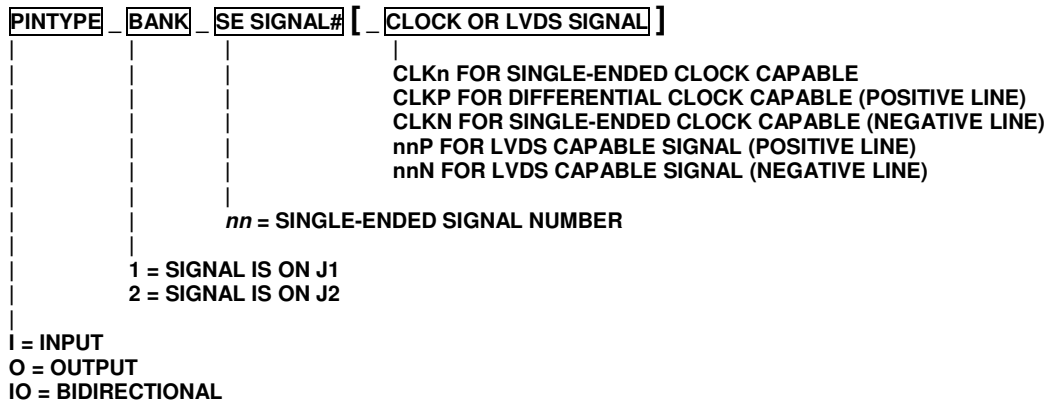 PINTYPE _ BANK _ SE SIGNAL# [ _ CLOCK OR LVDS SIGNAL ]
CLKn FOR SINGLE-ENDED CLOCK CAPABLE
CLKP FOR DIFFERENTIAL CLOCK CAPABLE (POSITIVE LINE)
CLKN FOR SINGLE-ENDED CLOCK CAPABLE (NEGATIVE LINE)
nnP FOR LVDS CAPABLE SIGNAL (POSITIVE LINE)
nnN FOR LVDS CAPABLE SIGNAL (NEGATIVE LINE)
nn = SINGLE-ENDED SIGNAL NUMBER
1 = SIGNAL IS ON J1
2 = SIGNAL IS ON J2
I = INPUT
O = OUTPUT
IO = BIDIRECTIONAL